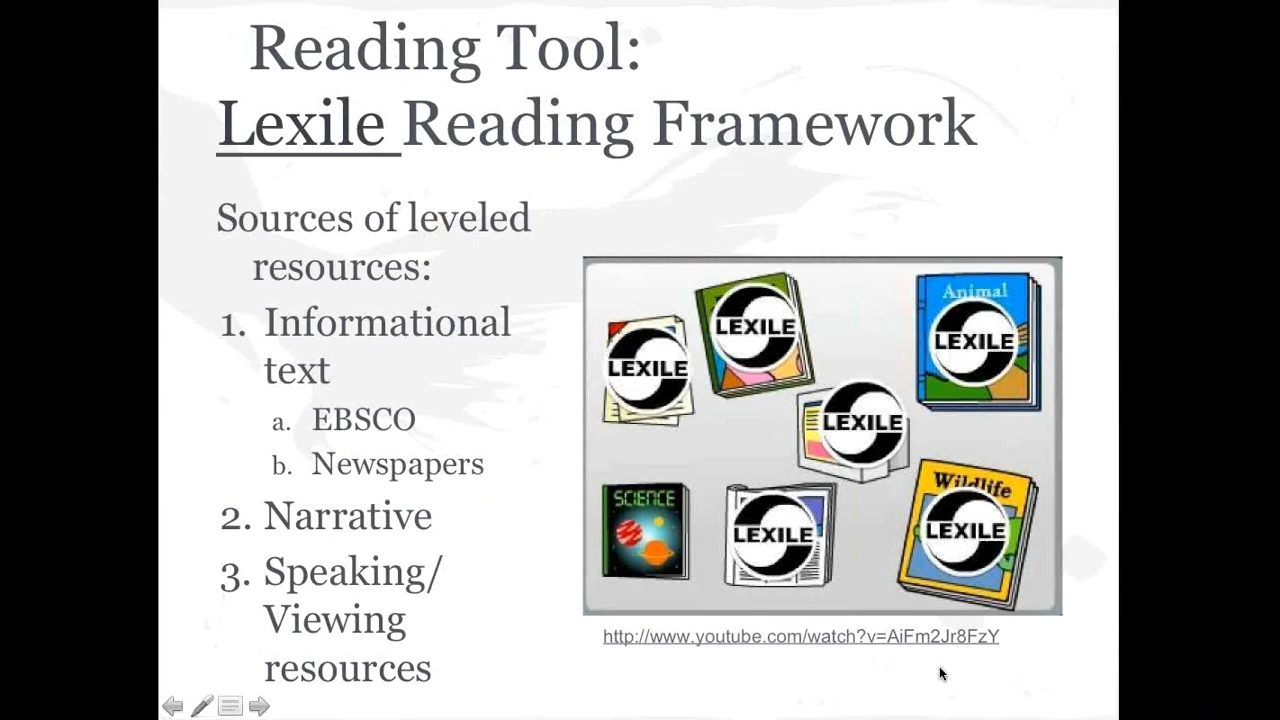 Reading Tool:
Lexile Reading Framework
Sources of leveled
resources:
1. Informational
text
a. EBSCO
b. Newspapers
2. Narrative
3. Speaking/
Viewing
resources
LEXILE
LEXILE
Animal
LEXILE
LEXILE
SCIENCE
LEXILE
Wildlife
LEXILE
http://www.youtube.com/watch?v=AiFm2Jr8FzY